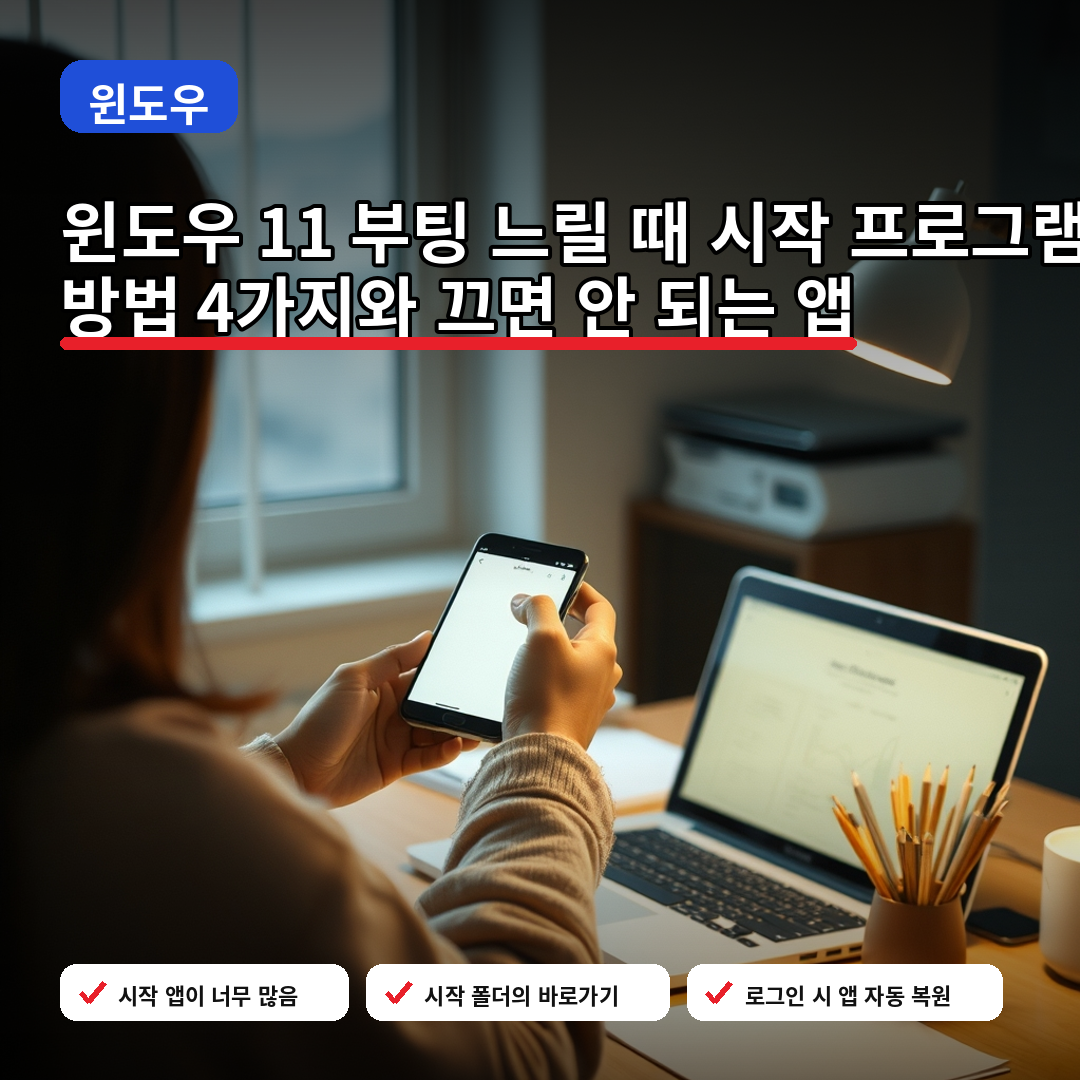 윈도우
윈도우 11 부팅 느릴 때 시작 프로그램
방법 4가지와 끄면 안 되는 앱
시작 앱이 너무 많음
시작 폴더의 바로가기
로그인 시 앱 자동 복원